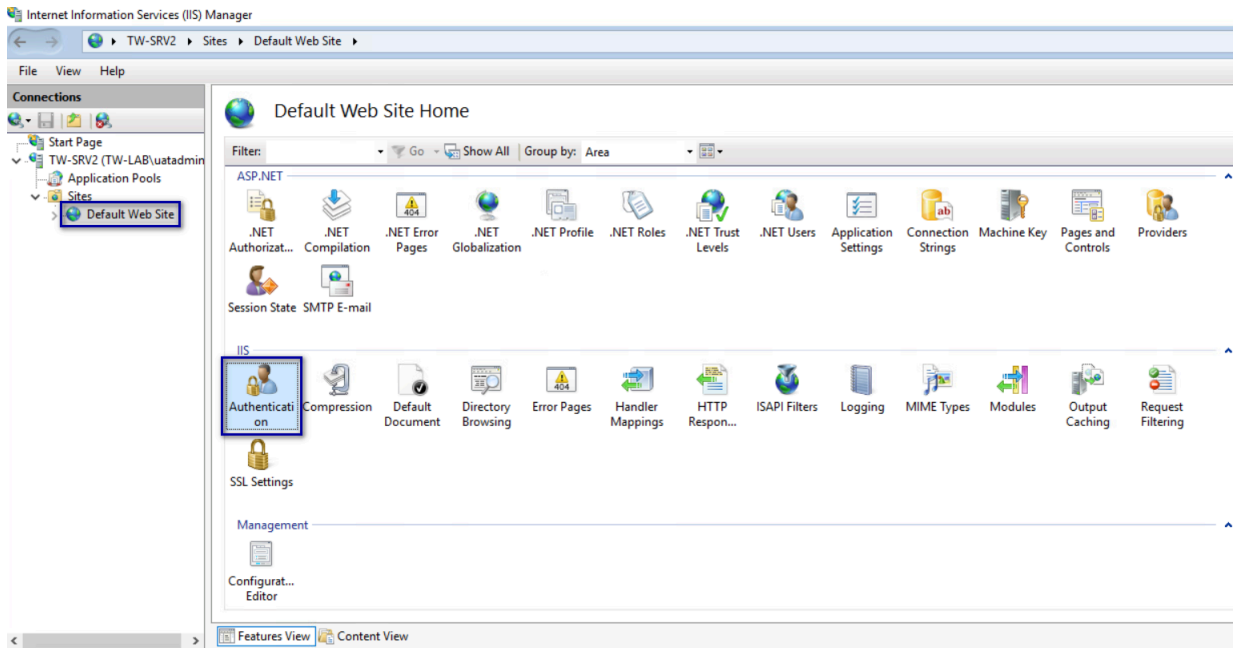 Internet Information Services (IIS) Manager
TW-SRV2 Sites Default Web Site
File View Help
Connections
Start Page
TW-SRV2 (TW-LAB\uatadmin
Application Pools
Sites
Default Web Site
Default Web Site Home
Filter: Go Show All Group by: Area
ASP.NET
.NET Authorizat...
.NET Compilation
.NET Error Pages
.NET Globalization
.NET Profile
.NET Roles
.NET Trust Levels
.NET Users
Application Settings
Connection Strings
Machine Key
Pages and Controls
Providers
Session State
SMTP E-mail
IIS
Authenticati
on
Compression
Default Document
Directory Browsing
Error Pages
Handler Mappings
HTTP Respon...
ISAPI Filters
Logging
MIME Types
Modules
Output Caching
Request Filtering
SSL Settings
Management
Configurat...
Editor
Features View Content View